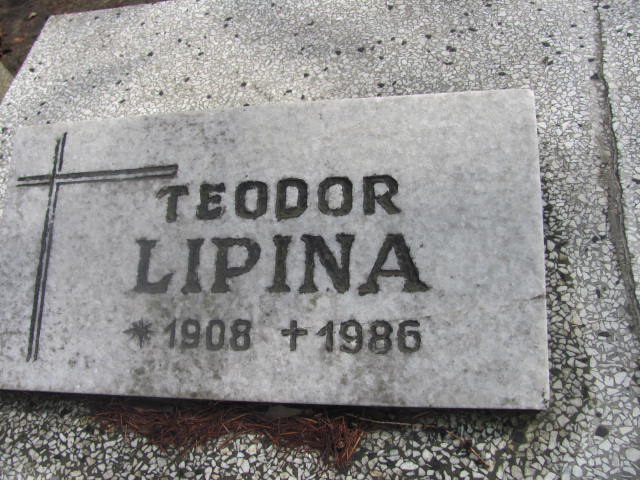 TEODOR
LIPINA
* 1908 + 1986